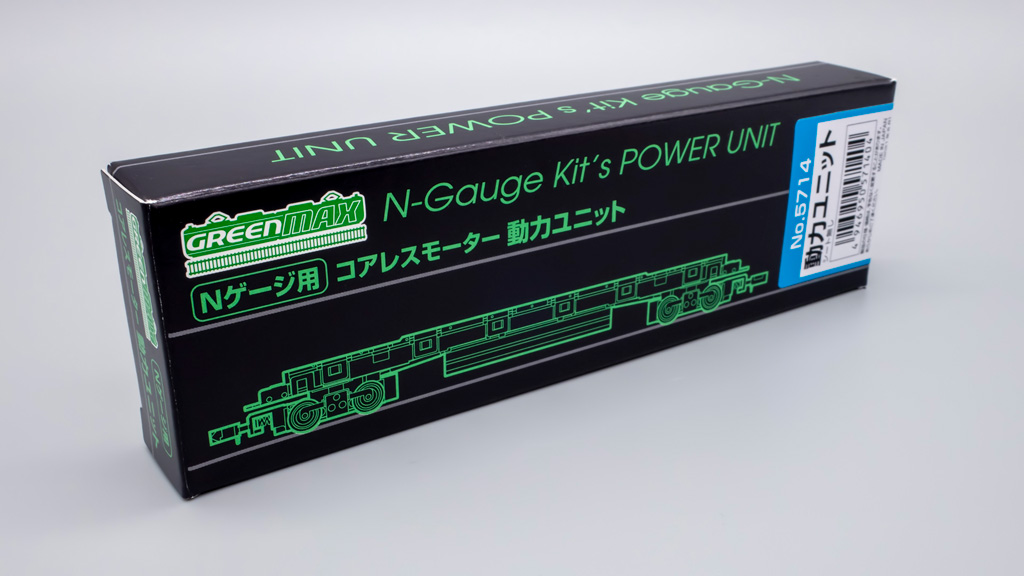 N-Gauge Kit's POWER UNIT
GREENMAX
N-Gauge Kit's POWER UNIT
Nゲージ用
コアレスモーター 動力ユニット
No.5714
動力ユニット